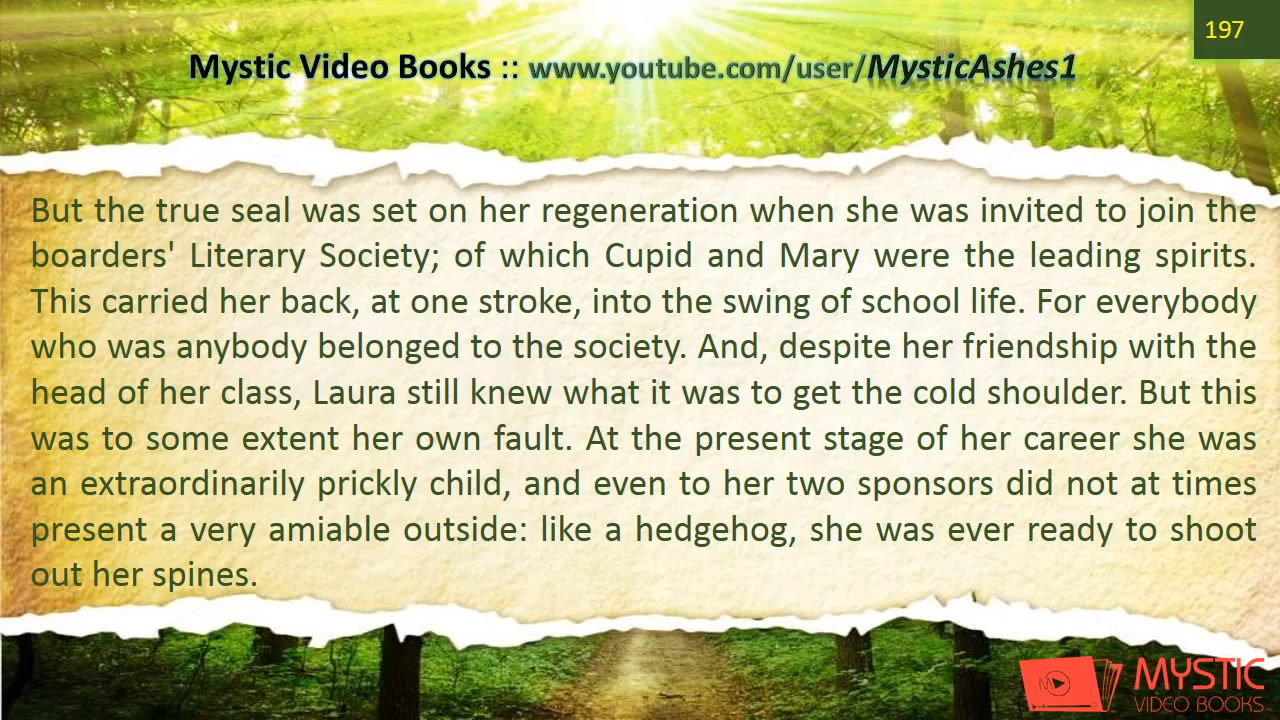 197
Mystic Video Books :: www.youtube.com/user/MysticAshes1
But the true seal was set on her regeneration when she was invited to join the
boarders' Literary Society; of which Cupid and Mary were the leading spirits.
This carried her back, at one stroke, into the swing of school life. For everybody
who was anybody belonged to the society. And, despite her friendship with the
head of her class, Laura still knew what it was to get the cold shoulder. But this
was to some extent her own fault. At the present stage of her career she was
an extraordinarily prickly child, and even to her two sponsors did not at times
present a very amiable outside: like a hedgehog, she was ever ready to shoot
out her spines.
MYSTIC
VIDEO BOOKS